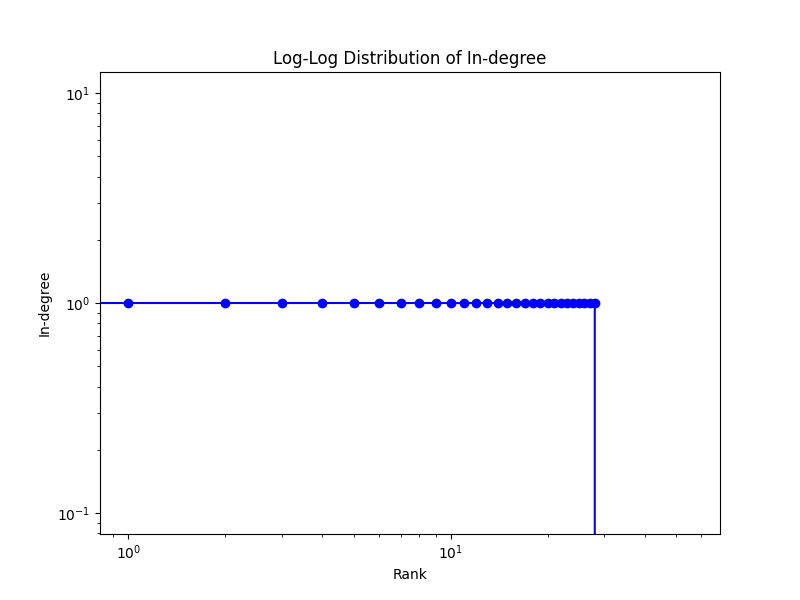 Log-Log Distribution of In-degree
10¹
10⁰
10⁻¹
In-degree
10⁰ 10¹
Rank